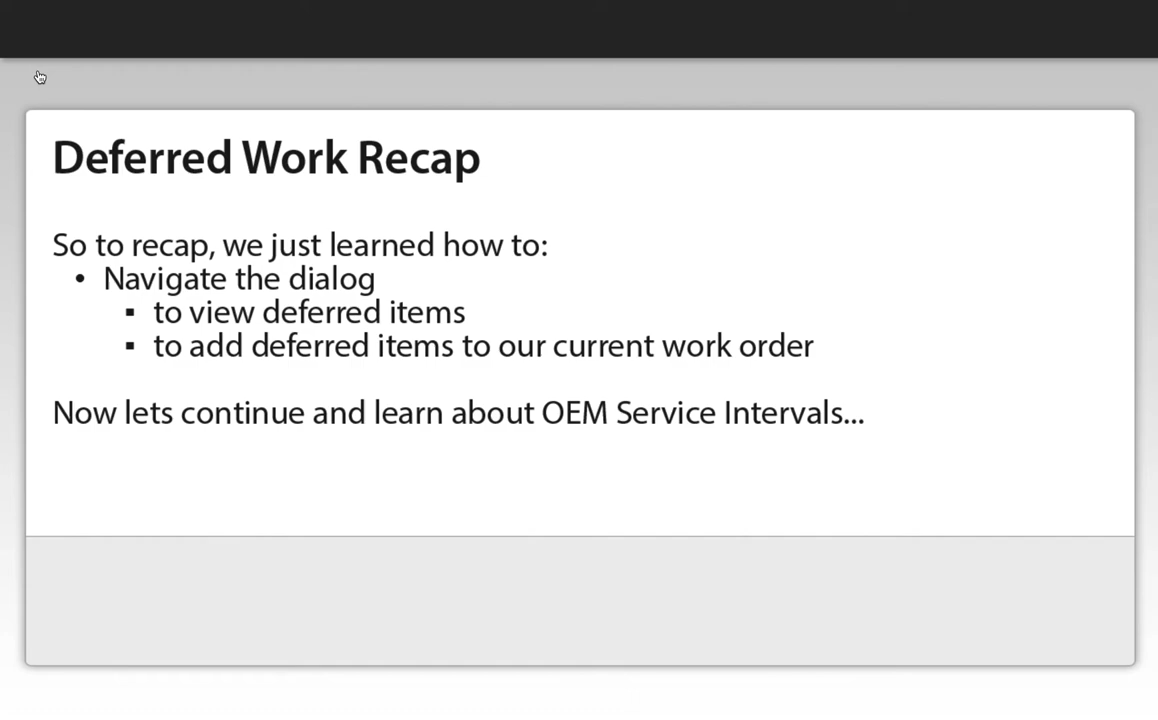 Deferred Work Recap
So to recap, we just learned how to:
• Navigate the dialog
▪ to view deferred items
▪ to add deferred items to our current work order
Now lets continue and learn about OEM Service Intervals...